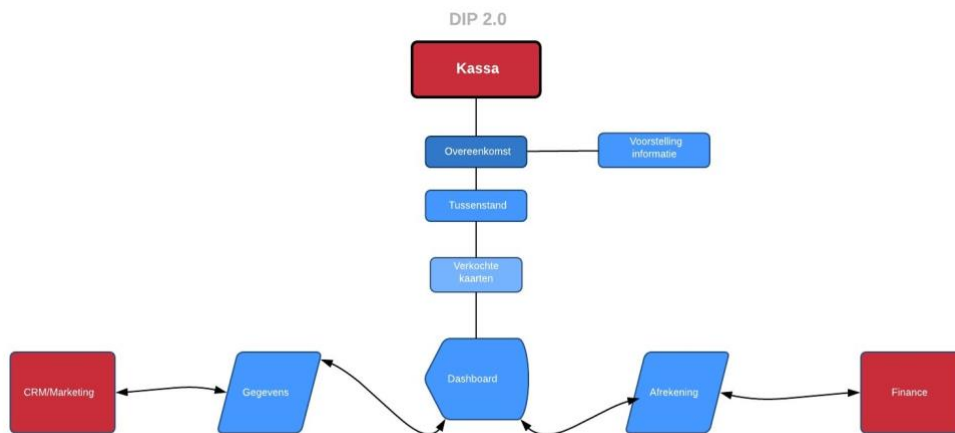 DIP 2.0
Kassa
Overeenkomst
Voorstelling
informatie
Tussenstand
Verkochte
kaarten
CRM/Marketing
Gegevens
Dashboard
Afrekening
Finance